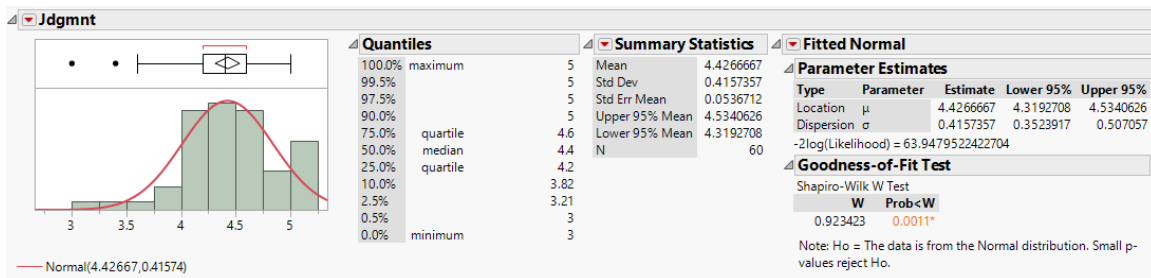 Jdgmnt
3 3.5 4 4.5 5
Normal(4.42667,0.41574)
Quantiles
100.0% maximum 5
99.5% 5
97.5% 5
90.0% 5
75.0% quartile 4.6
50.0% median 4.4
25.0% quartile 4.2
10.0% 3.82
2.5% 3.21
0.5% 3
0.0% minimum 3
Summary Statistics
Mean 4.4266667
Std Dev 0.4157357
Std Err Mean 0.0536712
Upper 95% Mean 4.5340626
Lower 95% Mean 4.3192708
N 60
Fitted Normal
Parameter Estimates
Type Parameter Estimate Lower 95% Upper 95%
Location μ 4.4266667 4.3192708 4.5340626
Dispersion σ 0.4157357 0.3523917 0.507057
-2log(Likelihood) = 63.9479522422704
Goodness-of-Fit Test
Shapiro-Wilk W Test
W Prob<W
0.923423 0.0011*
Note: Ho = The data is from the Normal distribution. Small p-
values reject Ho.